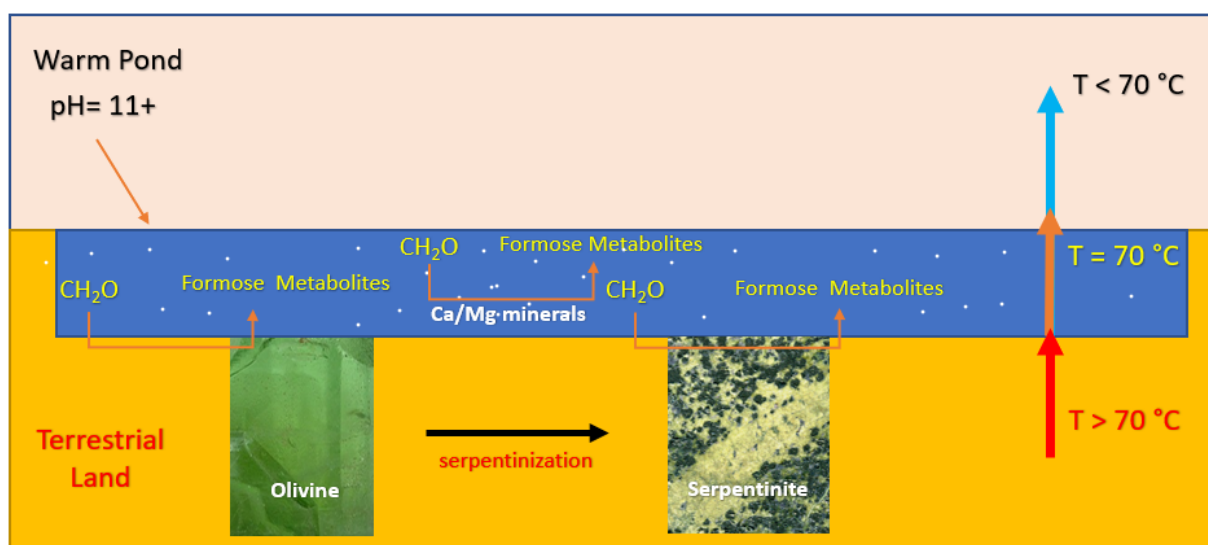 Warm Pond
pH= 11+
T < 70 °C
CH₂O
Formose Metabolites
T = 70 °C
CH₂O
Formose Metabolites
CH₂O
Formose Metabolites
Ca/Mg-minerals
Terrestrial
Land
Olivine
serpentinization
Serpentinite
T > 70 °C